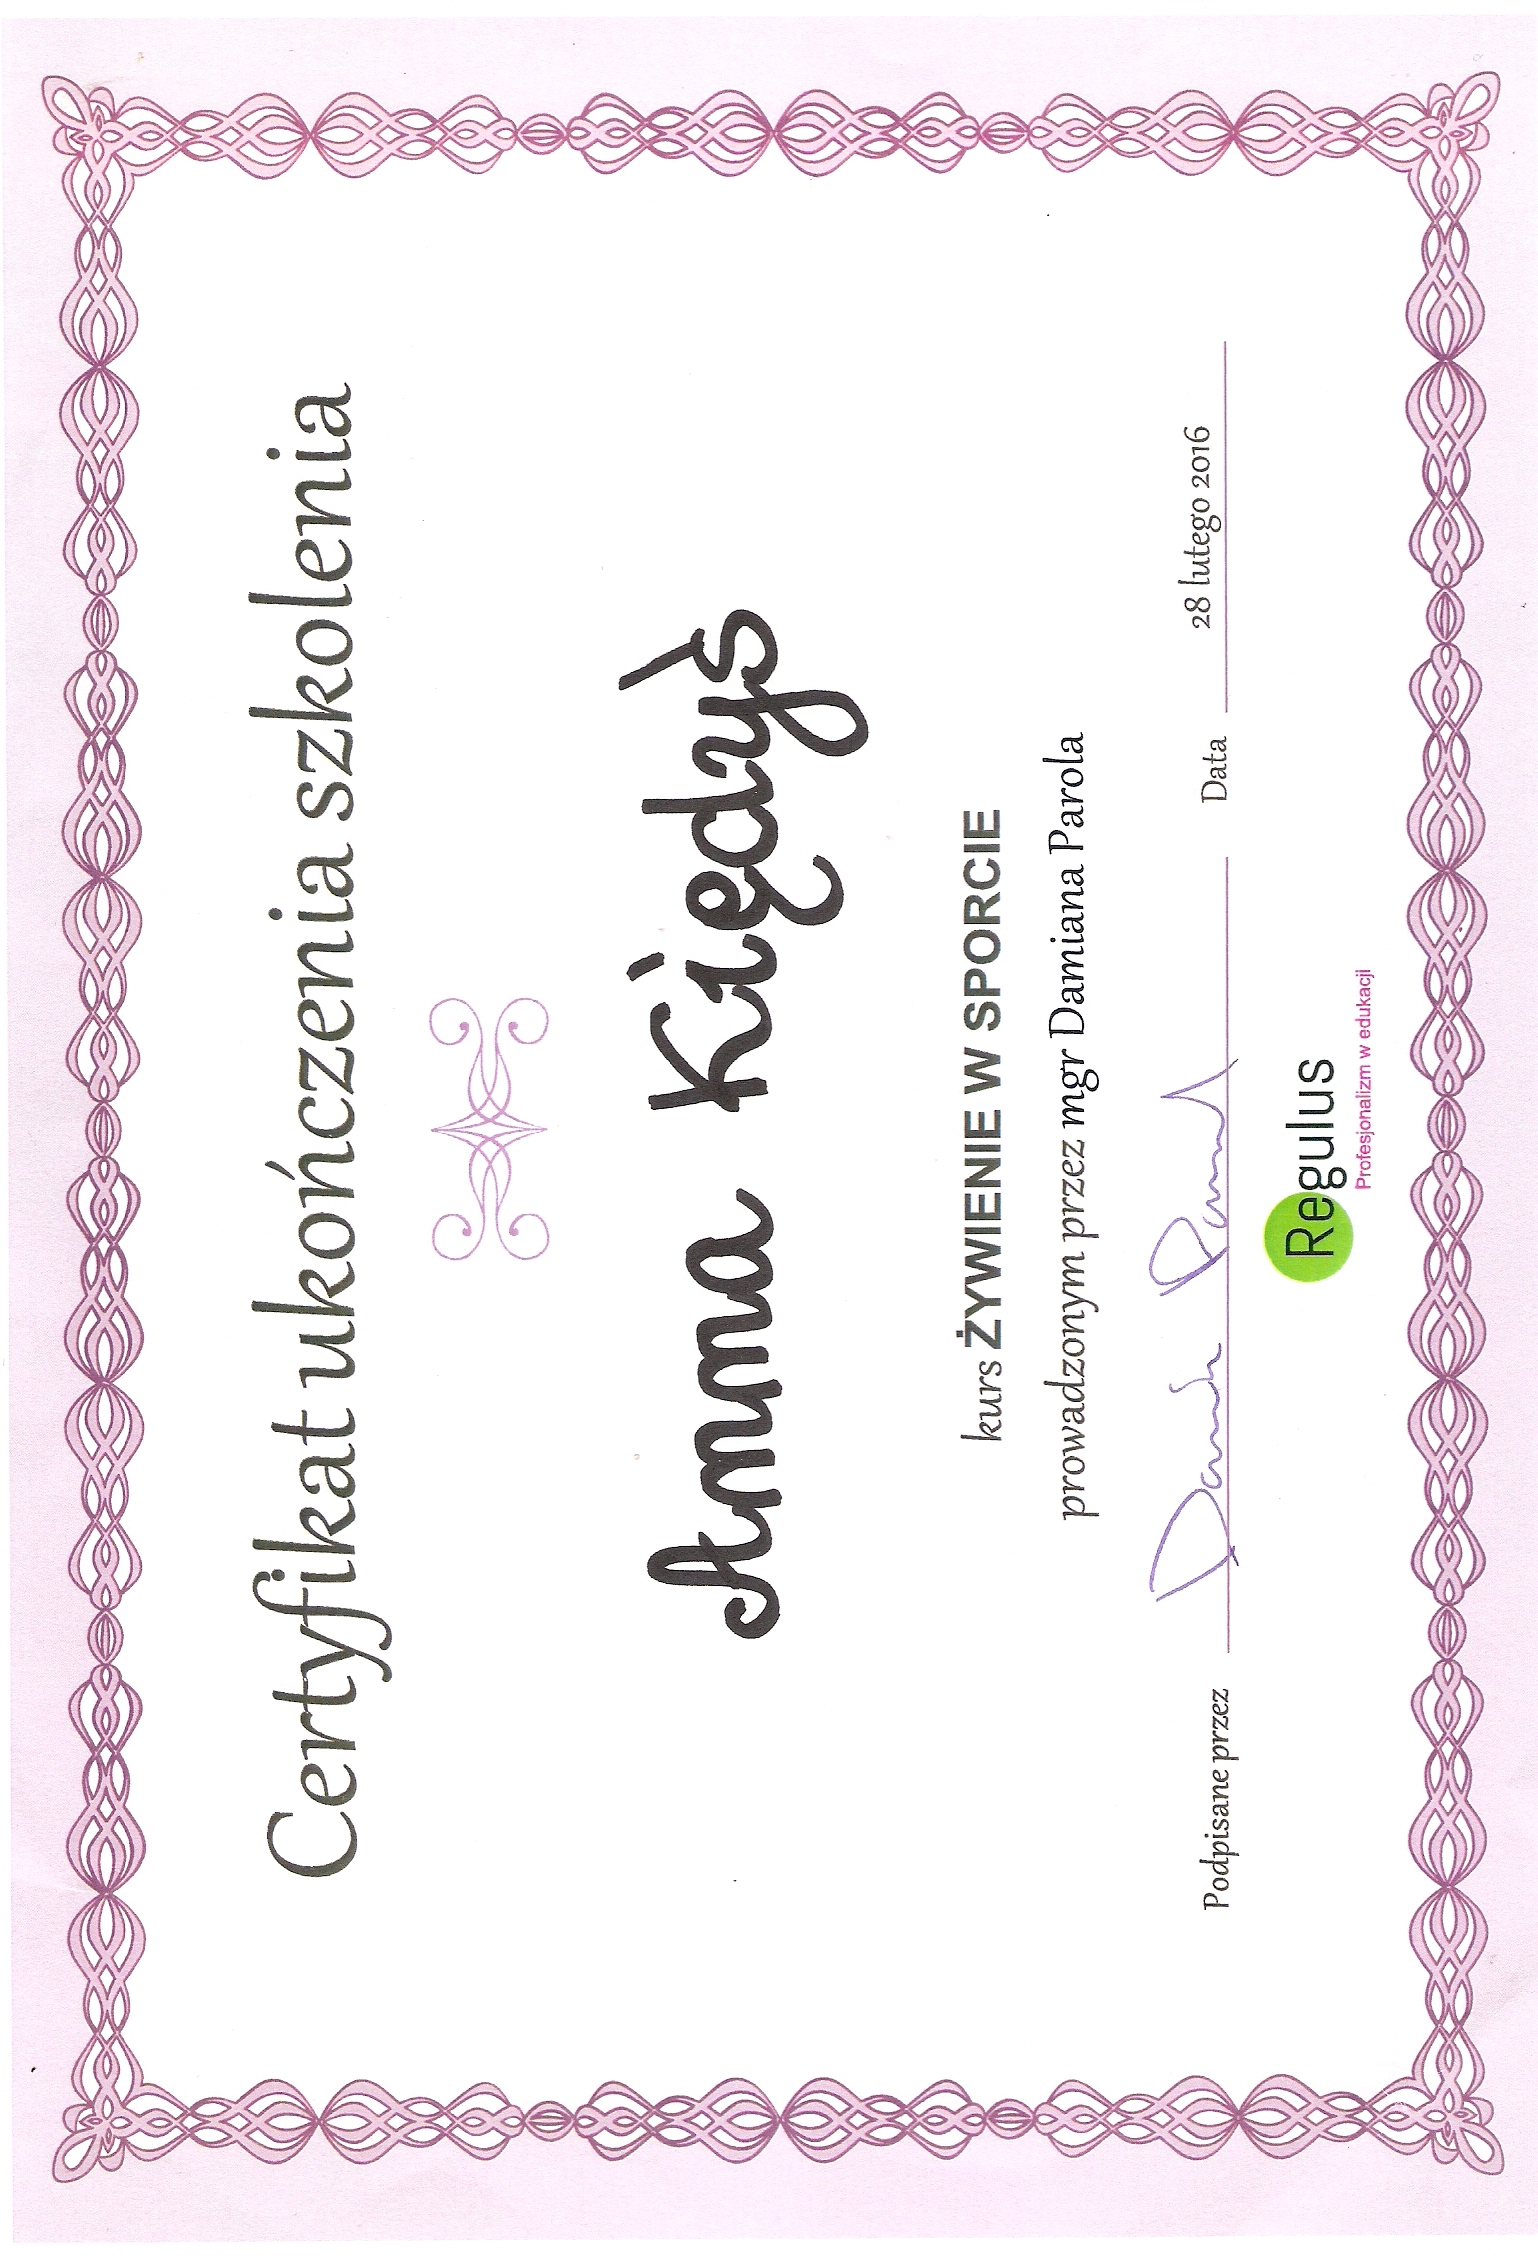 Certyfikat ukończenia szkolenia
Anna Kiędyś
kurs ŻYWIENIE W SPORCIE
prowadzonym przez mgr Damiana Parola
Podpisane przez Damian Parol Data 28 lutego 2016
Regulus
Profesjonalizm w edukacji